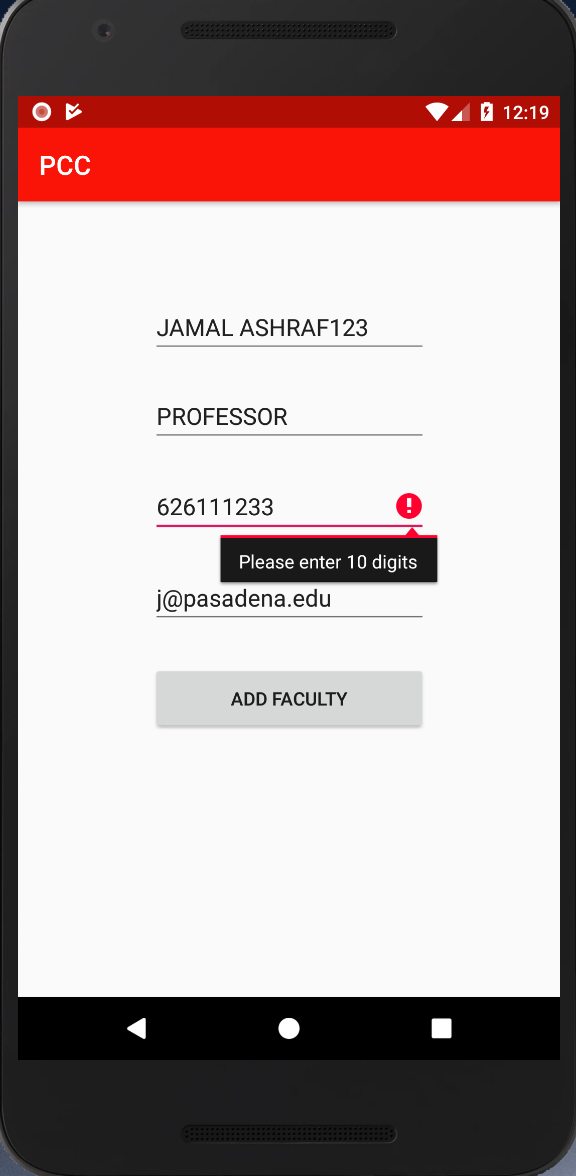 12:19
PCC
JAMAL ASHRAF123
PROFESSOR
626111233
Please enter 10 digits
j@pasadena.edu
ADD FACULTY